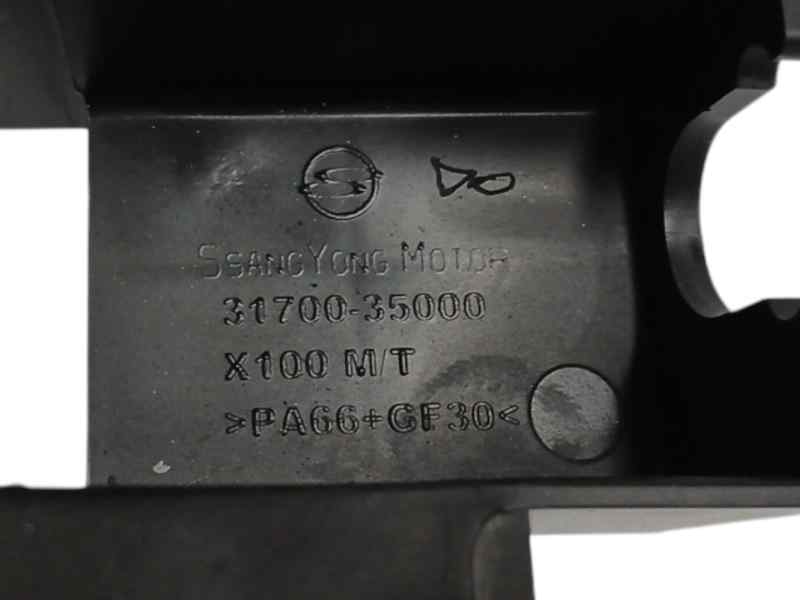 DO
SSANGYONG MOTOR
31700-35000
X100 M/T
>PA66+GF30<